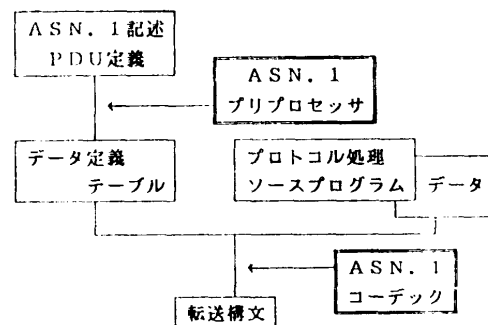 ASN.1記述
PDU定義
ASN.1
プリプロセッサ
データ定義
テーブル
プロトコル処理
ソースプログラム
データ
ASN.1
コーデック
転送構文